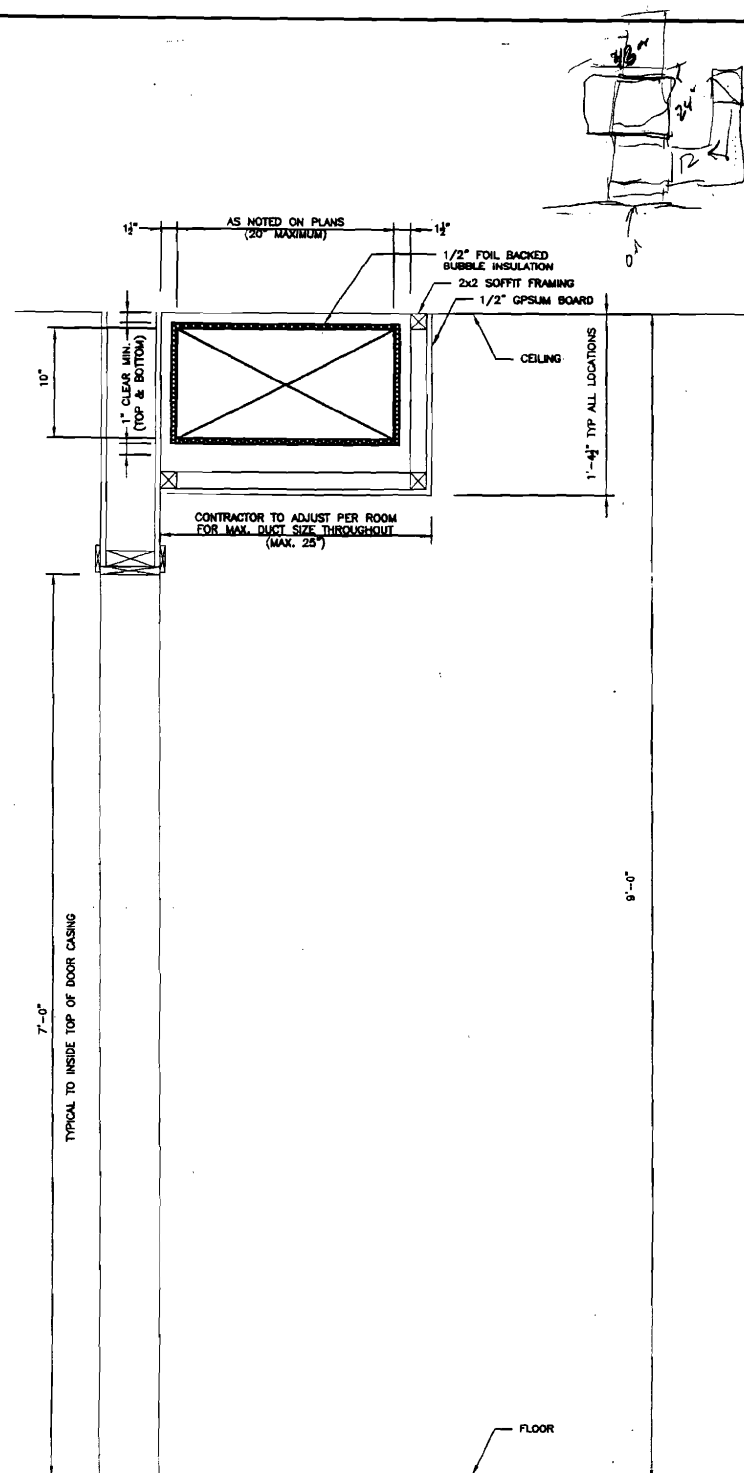 24"
12
0"
1½"
AS NOTED ON PLANS
(20" MAXIMUM)
1½"
1/2" FOIL BACKED
BUBBLE INSULATION
2x2 SOFFIT FRAMING
1/2" GPSUM BOARD
CEILING
10"
1" CLEAR MIN.
(TOP & BOTTOM)
1'-4½" TYP ALL LOCATIONS
CONTRACTOR TO ADJUST PER ROOM
FOR MAX. DUCT SIZE THROUGHOUT
(MAX. 25")
7'-0"
TYPICAL TO INSIDE TOP OF DOOR CASING
9'-0"
FLOOR